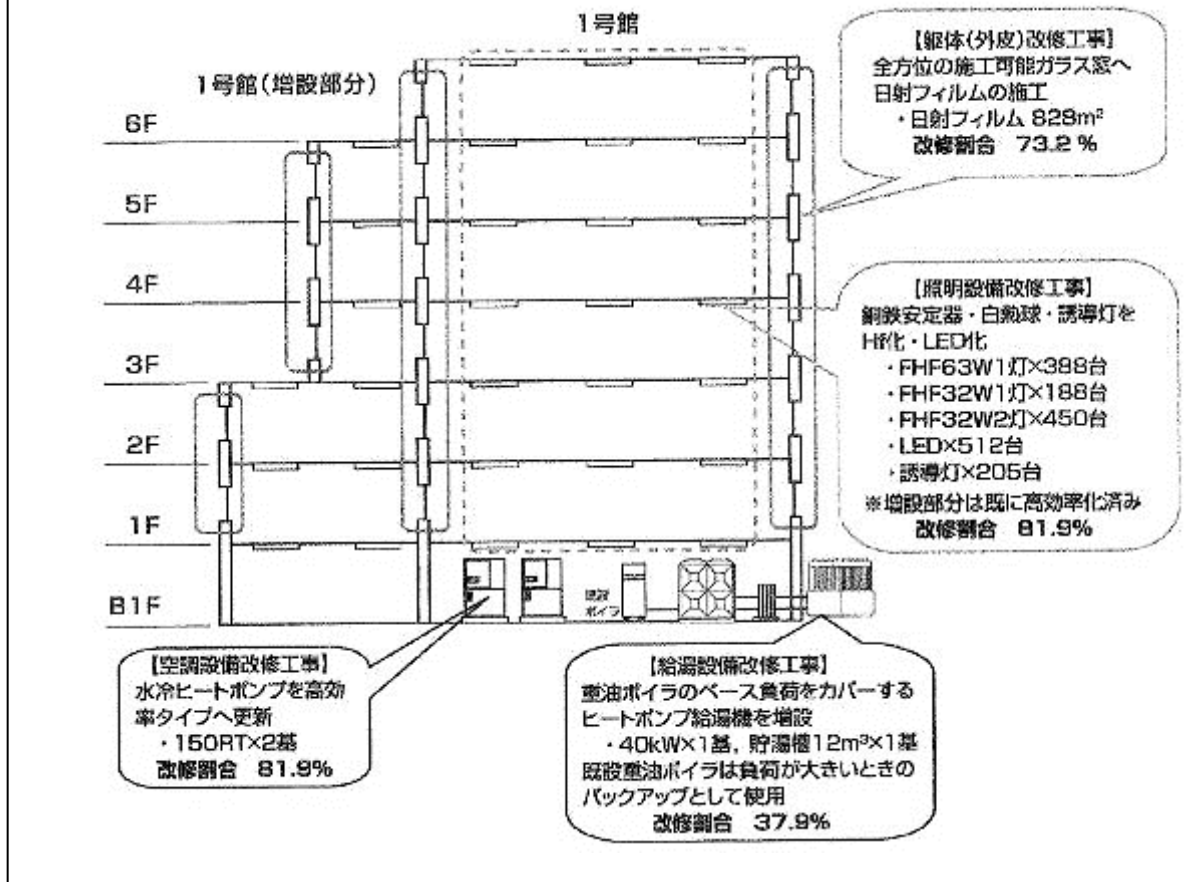 1号館
1号館(増設部分)
6F
5F
4F
3F
2F
1F
B1F
【躯体(外皮)改修工事】
全方位の施工可能ガラス窓へ
日射フィルムの施工
・日射フィルム 828m²
改修割合 73.2 %
【照明設備改修工事】
銅鉄安定器・白熱球・誘導灯を
Hf化・LED化
・FHF63W1灯×398台
・FHF32W1灯×188台
・FHF32W2灯×450台
・LED×512台
・誘導灯×205台
※増設部分は既に高効率化済み
改修割合 81.9%
既設
ボイラ
【空調設備改修工事】
水冷ヒートポンプを高効
率タイプへ更新
・150RT×2基
改修割合 81.9%
【給湯設備改修工事】
重油ボイラのベース負荷をカバーする
ヒートポンプ給湯機を増設
・40kW×1基，貯湯槽12m³×1基
既設重油ボイラは負荷が大きいときの
バックアップとして使用
改修割合 37.9%